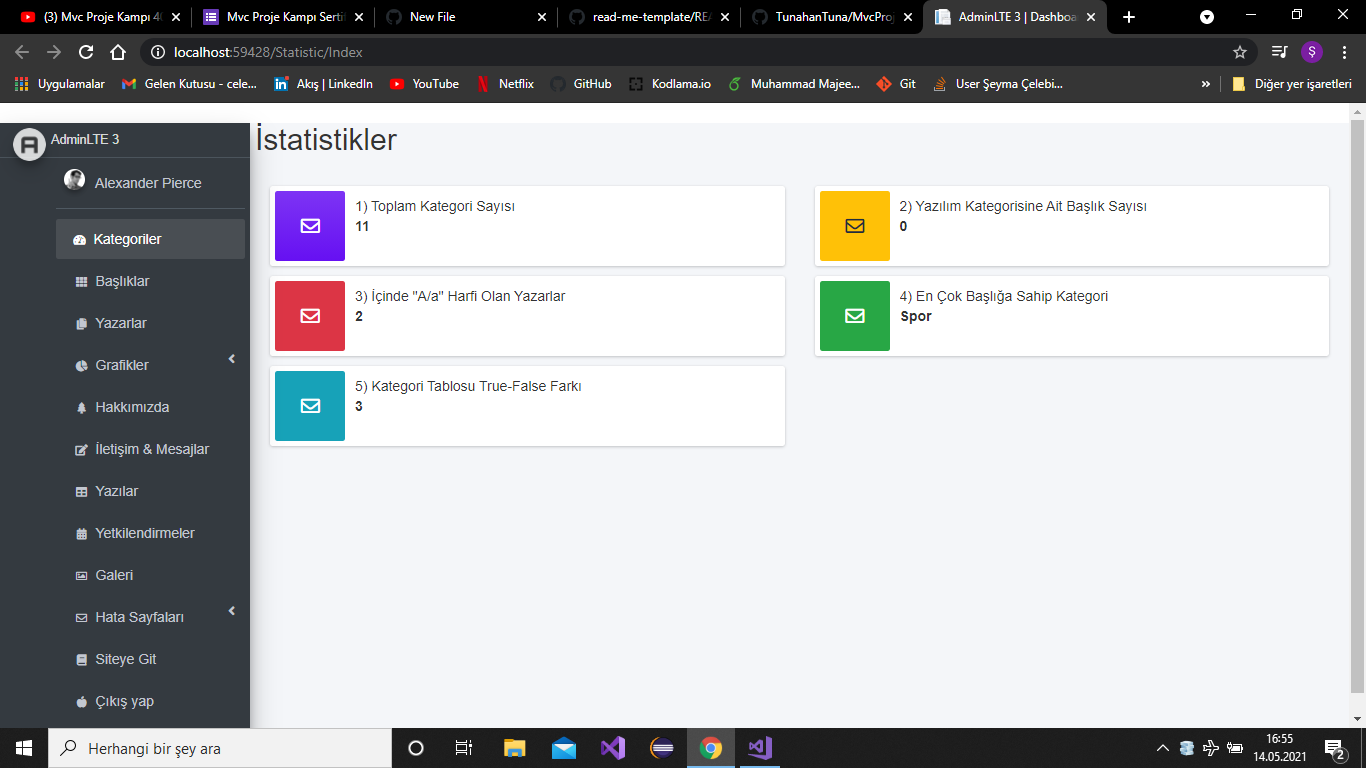 (3) Mvc Proje Kampı 4
Mvc Proje Kampı Serti
New File
read-me-template/RE
TunahanTuna/MvcProj
AdminLTE 3 | Dashboa
localhost:59428/Statistic/Index
Ş
Uygulamalar
Gelen Kutusu - cele...
Akış | LinkedIn
YouTube
Netflix
GitHub
Kodlama.io
Muhammad Majee...
Git
User Şeyma Çelebi...
»
Diğer yer işaretleri
AdminLTE 3
Alexander Pierce
Kategoriler
Başlıklar
Yazarlar
Grafikler
Hakkımızda
İletişim & Mesajlar
Yazılar
Yetkilendirmeler
Galeri
Hata Sayfaları
Siteye Git
Çıkış yap
İstatistikler
1) Toplam Kategori Sayısı
11
2) Yazılım Kategorisine Ait Başlık Sayısı
0
3) İçinde "A/a" Harfi Olan Yazarlar
2
4) En Çok Başlığa Sahip Kategori
Spor
5) Kategori Tablosu True-False Farkı
3
Herhangi bir şey ara
16:55
14.05.2021
2